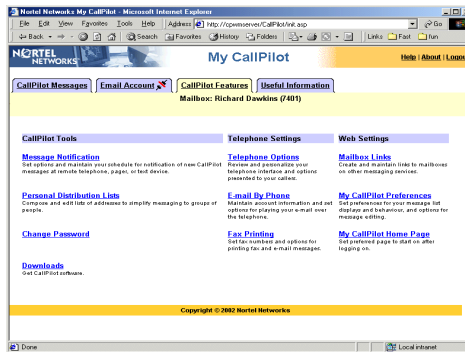 Nortel Networks My CallPilot - Microsoft Internet Explorer
File Edit View Favorites Tools Help Address http://cpwmserver/CallPilot/init.asp Go
Back Search Favorites History Folders Links Fast fun
NORTEL NETWORKS
My CallPilot
Help | About | Logou
CallPilot Messages
Email Account
CallPilot Features
Useful Information
Mailbox: Richard Dawkins (7401)
CallPilot Tools
Message Notification
Set options and maintain your schedule for notification of new CallPilot
messages at remote telephone, pager, or text device.
Personal Distribution Lists
Compose and edit lists of addresses to simplify messaging to groups of
people.
Change Password
Downloads
Get CallPilot software.
Telephone Settings
Telephone Options
Review and personalize your
telephone interface and options
presented to your callers.
E-mail By Phone
Maintain account information and set
options for playing your e-mail over
the telephone.
Fax Printing
Set fax numbers and options for
printing fax and e-mail messages.
Web Settings
Mailbox Links
Create and maintain links to mailboxes
on other messaging services.
My CallPilot Preferences
Set preferences for your message list
displays and behaviour, and options for
message editing.
My CallPilot Home Page
Set preferred page to start on after
logging on.
Copyright © 2002 Nortel Networks
Done
Local intranet